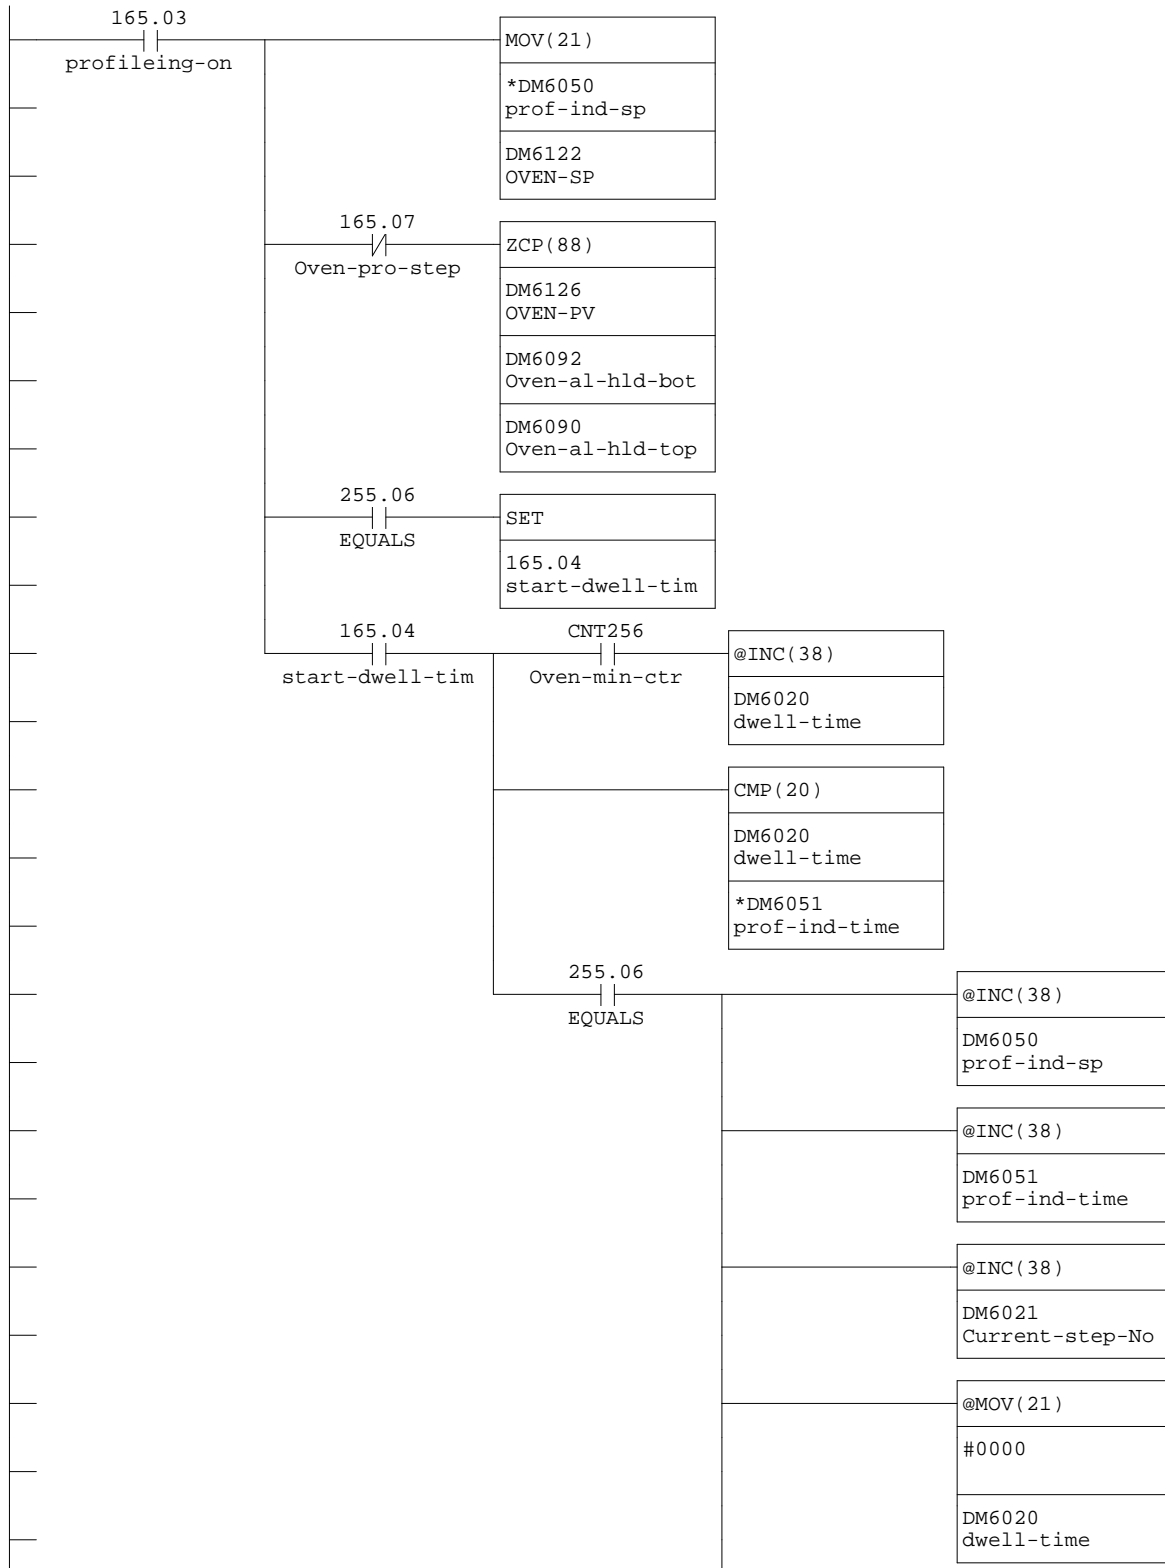 165.03
profileing-on
MOV(21)
*DM6050
prof-ind-sp
DM6122
OVEN-SP
165.07
Oven-pro-step
ZCP(88)
DM6126
OVEN-PV
DM6092
Oven-al-hld-bot
DM6090
Oven-al-hld-top
255.06
EQUALS
SET
165.04
start-dwell-tim
165.04
start-dwell-tim
CNT256
Oven-min-ctr
@INC(38)
DM6020
dwell-time
CMP(20)
DM6020
dwell-time
*DM6051
prof-ind-time
255.06
EQUALS
@INC(38)
DM6050
prof-ind-sp
@INC(38)
DM6051
prof-ind-time
@INC(38)
DM6021
Current-step-No
@MOV(21)
#0000
DM6020
dwell-time